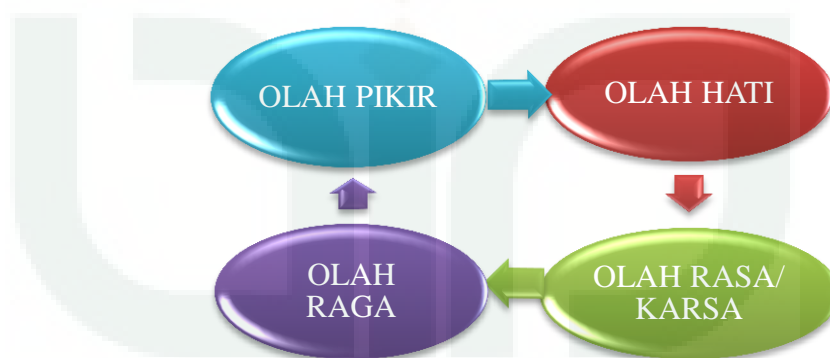 OLAH PIKIR
OLAH HATI
OLAH
RAGA
OLAH RASA/
KARSA